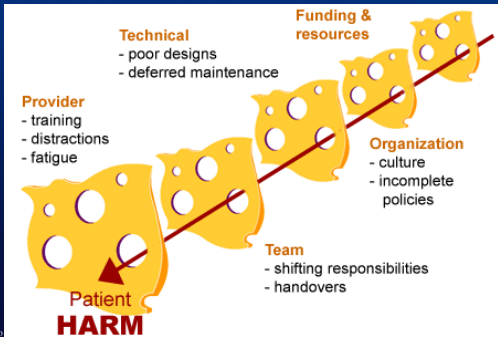 Technical
- poor designs
- deferred maintenance
Funding &
resources
Provider
- training
- distractions
- fatigue
Organization
- culture
- incomplete
policies
Team
- shifting responsibilities
- handovers
Patient
HARM